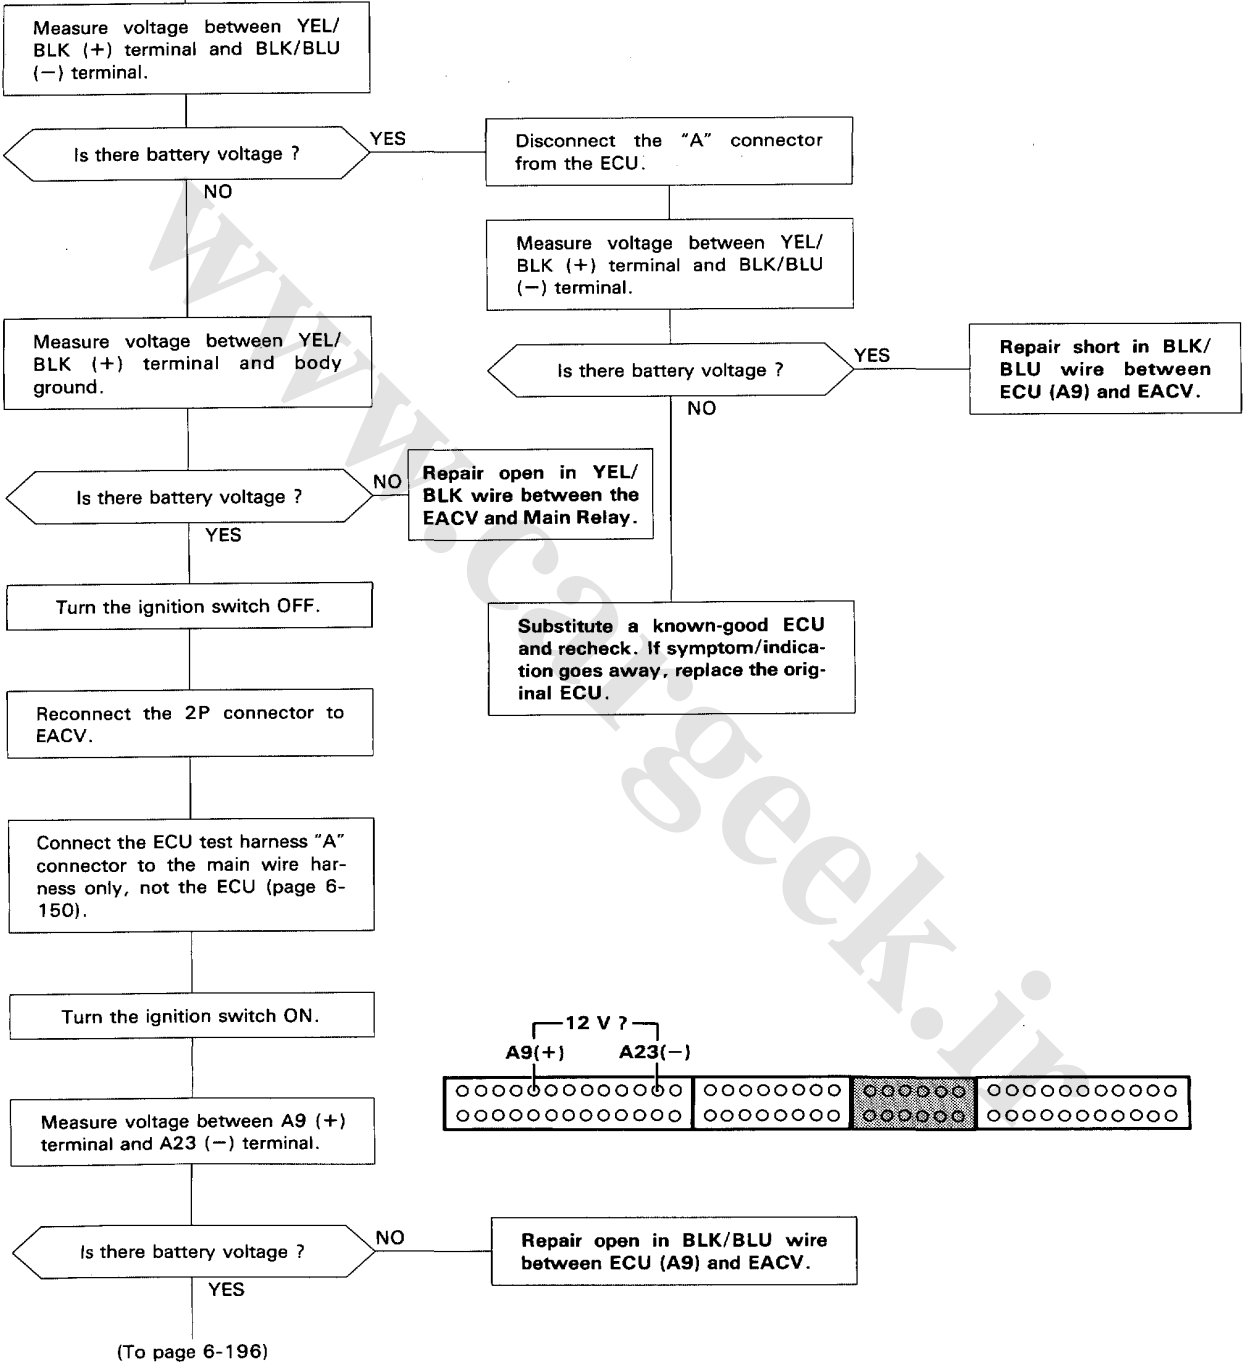 Measure voltage between YEL/
BLK (+) terminal and BLK/BLU
(−) terminal.
Is there battery voltage ?
YES
NO
Disconnect the "A" connector
from the ECU.
Measure voltage between YEL/
BLK (+) terminal and BLK/BLU
(−) terminal.
Is there battery voltage ?
YES
NO
Repair short in BLK/
BLU wire between
ECU (A9) and EACV.
Measure voltage between YEL/
BLK (+) terminal and body
ground.
Is there battery voltage ?
NO
YES
Repair open in YEL/
BLK wire between the
EACV and Main Relay.
Substitute a known-good ECU
and recheck. If symptom/indica-
tion goes away, replace the orig-
inal ECU.
Turn the ignition switch OFF.
Reconnect the 2P connector to
EACV.
Connect the ECU test harness "A"
connector to the main wire har-
ness only, not the ECU (page 6-
150).
Turn the ignition switch ON.
12 V ?
A9(+) A23(−)
Measure voltage between A9 (+)
terminal and A23 (−) terminal.
Is there battery voltage ?
NO
YES
Repair open in BLK/BLU wire
between ECU (A9) and EACV.
(To page 6-196)
www.cargeek.ir